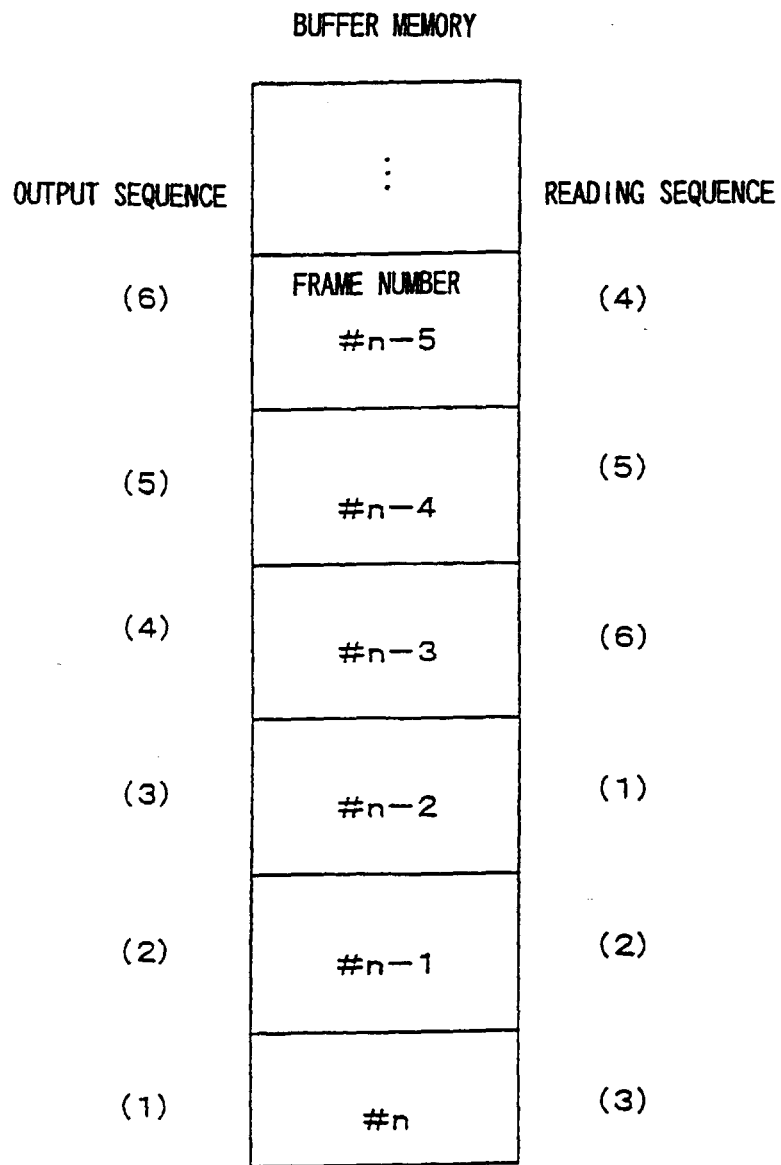 BUFFER MEMORY
⋮
OUTPUT SEQUENCE READING SEQUENCE
FRAME NUMBER
(6) #n-5 (4)
(5) #n-4 (5)
(4) #n-3 (6)
(3) #n-2 (1)
(2) #n-1 (2)
(1) #n (3)